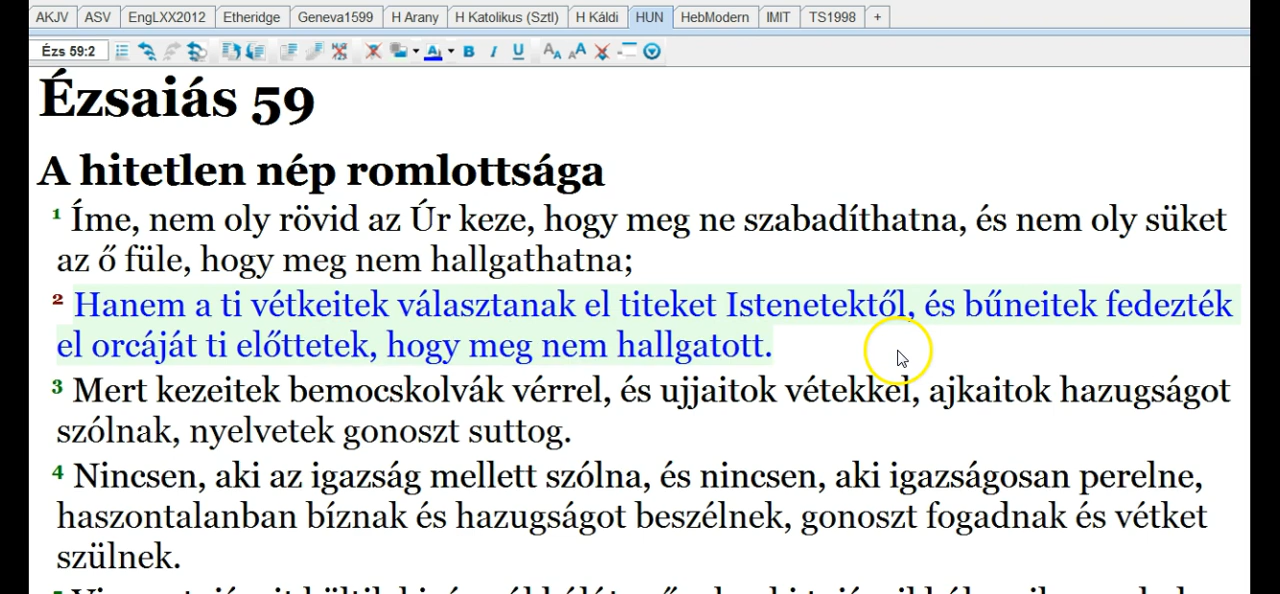 AKJV ASV EngLXX2012 Etheridge Geneva1599 H Arany H Katolikus (Sztl) H Káldi HUN HebModern IMIT TS1998 +
Ézs 59:2
Ézsaiás 59
A hitetlen nép romlottsága
1 Íme, nem oly rövid az Úr keze, hogy meg ne szabadíthatna, és nem oly süket
az ő füle, hogy meg nem hallgathatna;
2 Hanem a ti vétkeitek választanak el titeket Istenetektől, és bűneitek fedezték
el orcáját ti előttetek, hogy meg nem hallgatott.
3 Mert kezeitek bemocskolvák vérrel, és ujjaitok vétekkel, ajkaitok hazugságot
szólnak, nyelvetek gonoszt suttog.
4 Nincsen, aki az igazság mellett szólna, és nincsen, aki igazságosan perelne,
haszontalanban bíznak és hazugságot beszélnek, gonoszt fogadnak és vétket
szülnek.